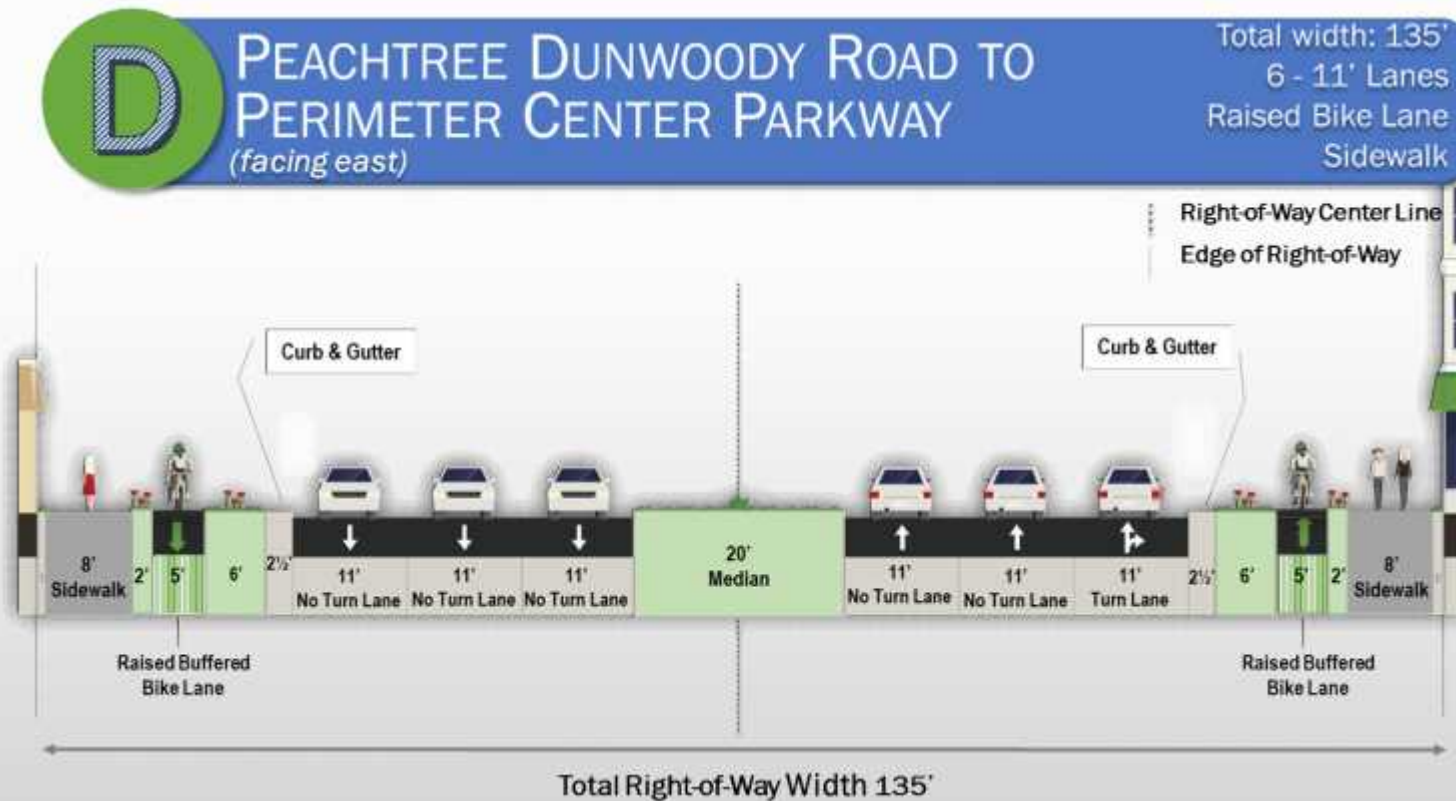 D
PEACHTREE DUNWOODY ROAD TO
PERIMETER CENTER PARKWAY
(facing east)
Total width: 135'
6 - 11' Lanes
Raised Bike Lane
Sidewalk
Right-of-Way Center Line
Edge of Right-of-Way
Curb & Gutter
Curb & Gutter
8'
Sidewalk
2'
5'
6'
2½'
11'
No Turn Lane
11'
No Turn Lane
11'
No Turn Lane
20'
Median
11'
No Turn Lane
11'
No Turn Lane
11'
Turn Lane
2½'
6'
5'
2'
8'
Sidewalk
Raised Buffered
Bike Lane
Raised Buffered
Bike Lane
Total Right-of-Way Width 135'